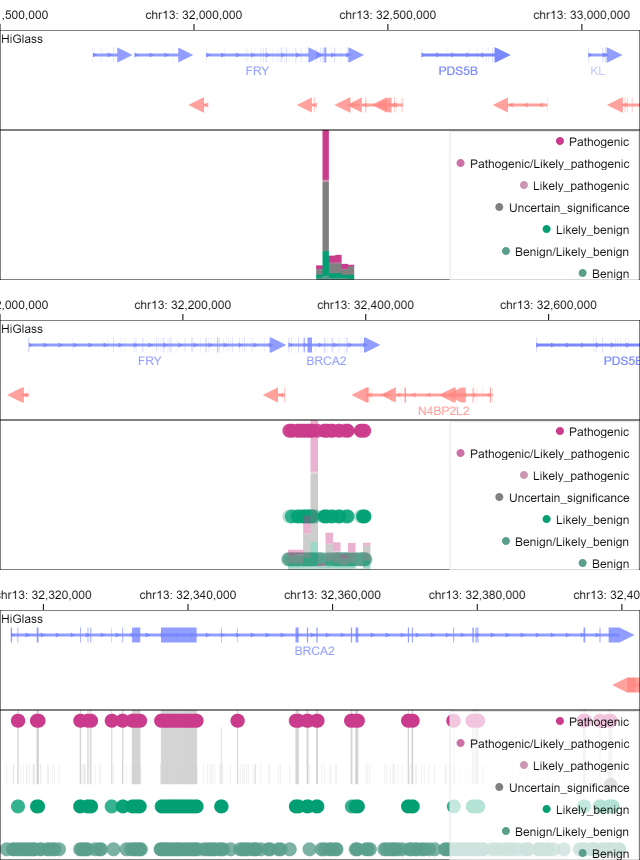 ,500,000 chr13: 32,000,000 chr13: 32,500,000 chr13: 33,000,000
HiGlass
FRY PDS5B KL
Pathogenic
Pathogenic/Likely_pathogenic
Likely_pathogenic
Uncertain_significance
Likely_benign
Benign/Likely_benign
Benign
2,000,000 chr13: 32,200,000 chr13: 32,400,000 chr13: 32,600,000
HiGlass
FRY BRCA2 PDS5B
N4BP2L2
Pathogenic
Pathogenic/Likely_pathogenic
Likely_pathogenic
Uncertain_significance
Likely_benign
Benign/Likely_benign
Benign
hr13: 32,320,000 chr13: 32,340,000 chr13: 32,360,000 chr13: 32,380,000 chr13: 32,40
HiGlass
BRCA2
Pathogenic
Pathogenic/Likely_pathogenic
Likely_pathogenic
Uncertain_significance
Likely_benign
Benign/Likely_benign
Benign